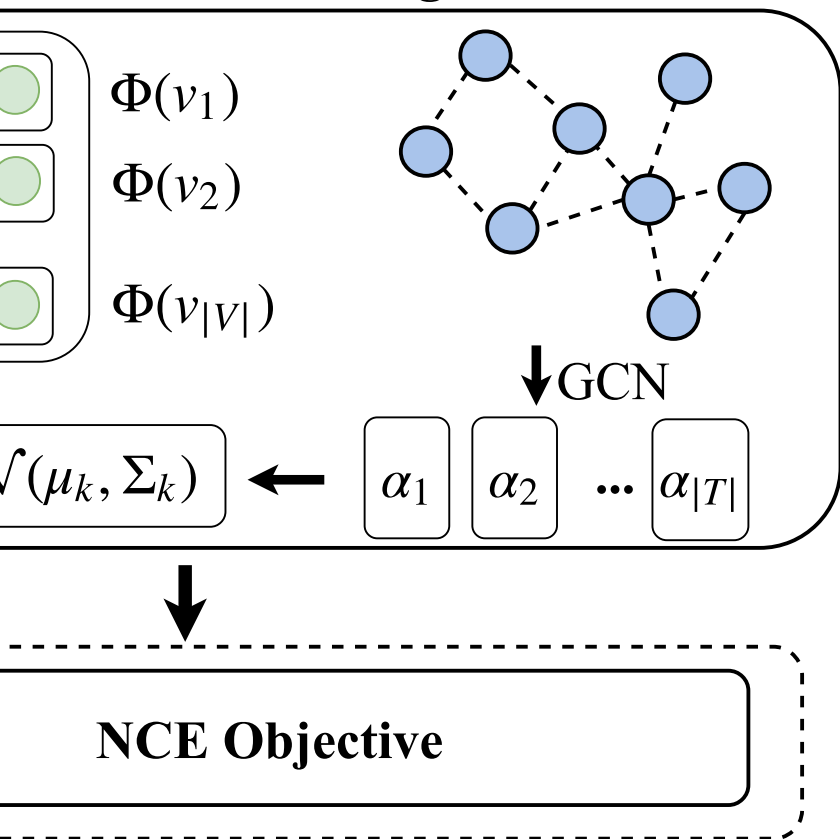 Φ(v₁)
Φ(v₂)
Φ(v|V|)
GCN
(μₖ, Σₖ)
α₁
α₂
...
α|T|
NCE Objective